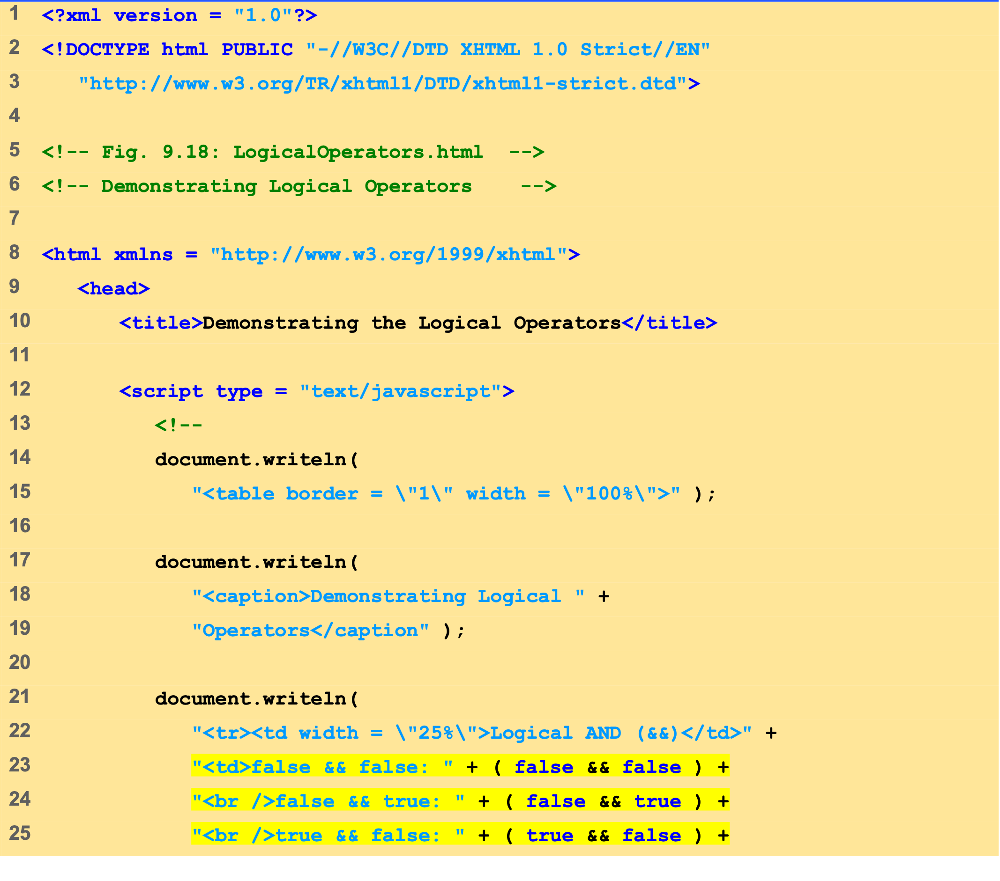 1 <?xml version = "1.0"?>
2 <!DOCTYPE html PUBLIC "-//W3C//DTD XHTML 1.0 Strict//EN"
3    "http://www.w3.org/TR/xhtml1/DTD/xhtml1-strict.dtd">
4
5 <!-- Fig. 9.18: LogicalOperators.html  -->
6 <!-- Demonstrating Logical Operators    -->
7
8 <html xmlns = "http://www.w3.org/1999/xhtml">
9    <head>
10       <title>Demonstrating the Logical Operators</title>
11
12       <script type = "text/javascript">
13          <!--
14          document.writeln(
15             "<table border = \"1\" width = \"100%\">" );
16
17          document.writeln(
18             "<caption>Demonstrating Logical " +
19             "Operators</caption" );
20
21          document.writeln(
22             "<tr><td width = \"25%\">Logical AND (&&)</td>" +
23             "<td>false && false: " + ( false && false ) +
24             "<br />false && true: " + ( false && true ) +
25             "<br />true && false: " + ( true && false ) +